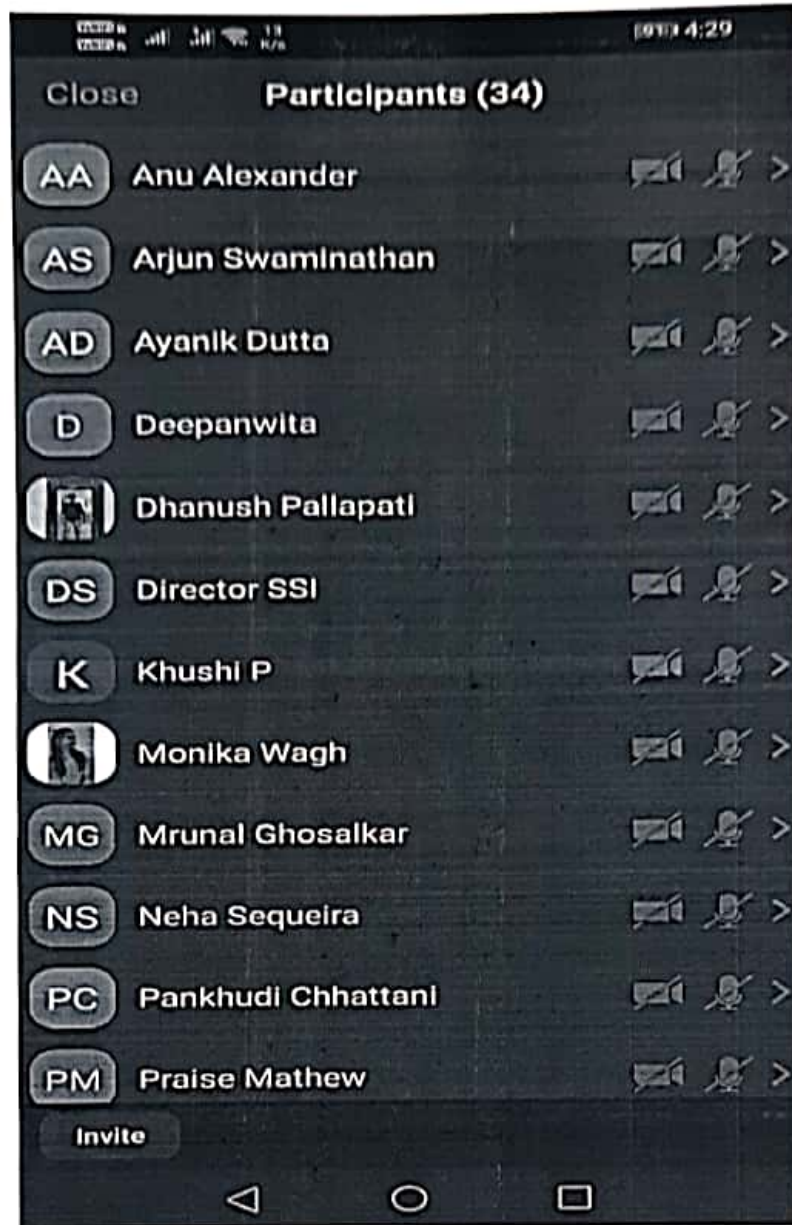 4:29
Close Participants (34)
AA Anu Alexander
AS Arjun Swaminathan
AD Ayanik Dutta
D Deepanwita
Dhanush Pallapati
DS Director SSI
K Khushi P
Monika Wagh
MG Mrunal Ghosalkar
NS Neha Sequeira
PC Pankhudi Chhattani
PM Praise Mathew
Invite